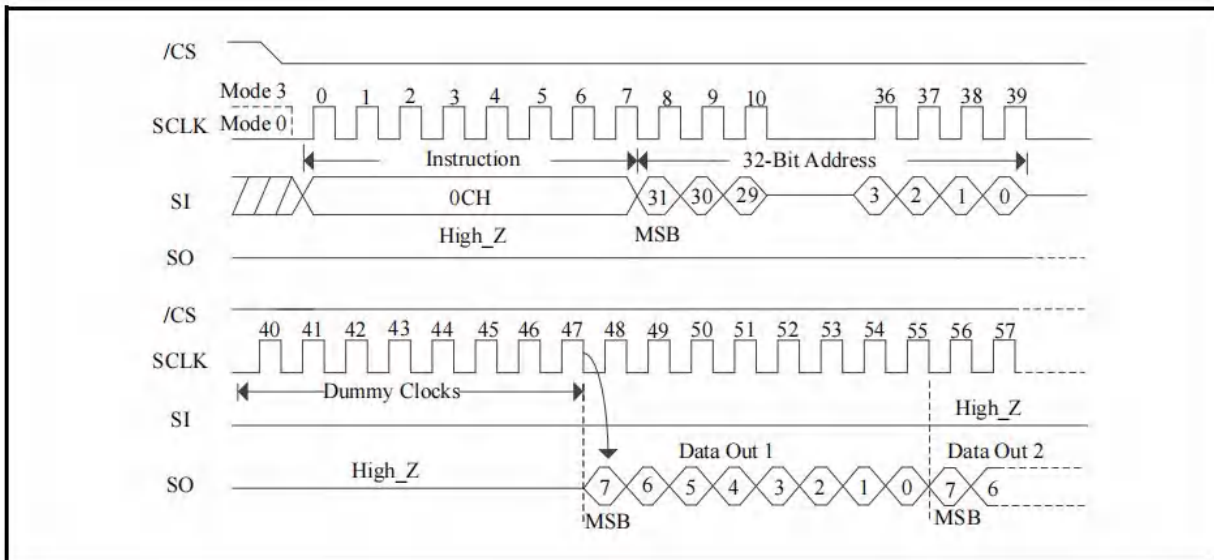 /CS
Mode 3
0 1 2 3 4 5 6 7 8 9 10 36 37 38 39
SCLK
Mode 0
Instruction 32-Bit Address
SI
0CH 31 30 29 3 2 1 0
High_Z MSB
SO
/CS
40 41 42 43 44 45 46 47 48 49 50 51 52 53 54 55 56 57
SCLK
Dummy Clocks
SI High_Z
Data Out 1 Data Out 2
High_Z
SO 7 6 5 4 3 2 1 0 7 6
MSB MSB